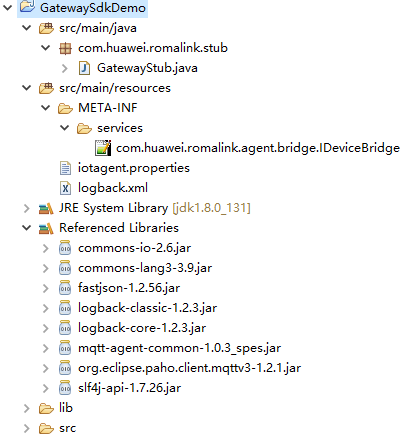 GatewaySdkDemo
src/main/java
com.huawei.romalink.stub
GatewayStub.java
src/main/resources
META-INF
services
com.huawei.romalink.agent.bridge.IDeviceBridge
iotagent.properties
logback.xml
JRE System Library [jdk1.8.0_131]
Referenced Libraries
commons-io-2.6.jar
commons-lang3-3.9.jar
fastjson-1.2.56.jar
logback-classic-1.2.3.jar
logback-core-1.2.3.jar
mqtt-agent-common-1.0.3_spes.jar
org.eclipse.paho.client.mqttv3-1.2.1.jar
slf4j-api-1.7.26.jar
lib
src